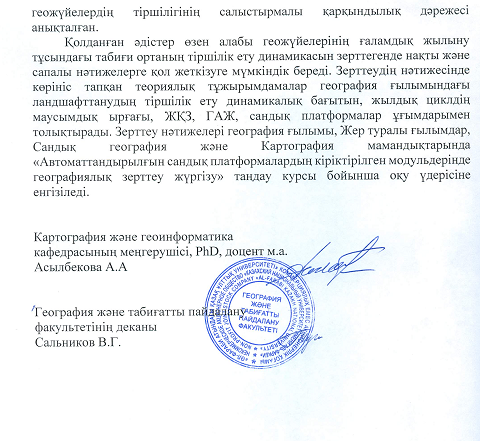 геожүйелердің тіршілігінің салыстырмалы қарқындылық дәрежесі
анықталған.
Қолданған әдістер өзен алабы геожүйелерінің ғаламдық жылыну
тұсындағы табиғи ортаның тіршілік ету динамикасын зерттегенде нақты және
сапалы нәтижелерге қол жеткізуге мүмкіндік береді. Зерттеудің нәтижесінде
көрініс тапқан теориялық тұжырымдамалар география ғылымындағы
ландшафттанудың тіршілік ету динамикалық бағытын, жылдық циклдің
маусымдық ырғағы, ЖҚЗ, ГАЖ, сандық платформалар ұғымдарымен
толықтырады. Зерттеу нәтижелері география ғылымы, Жер туралы ғылымдар,
Сандық география және Картография мамандықтарында
«Автоматтандырылғын сандық платформалардың кіріктірілген модульдерінде
географиялық зерттеу жүргізу» таңдау курсы бойынша оқу үдерісіне
енгізіледі.
Картография және геоинформатика
кафедрасының меңгерушісі, PhD, доцент м.а.
Асылбекова А.А
География және табиғатты пайдалану
факультетінің деканы
Сальников В.Г.
ГЕОГРАФИЯ
ЖӘНЕ
ТАБИҒАТТЫ
ПАЙДАЛАНУ
ФАКУЛЬТЕТІ